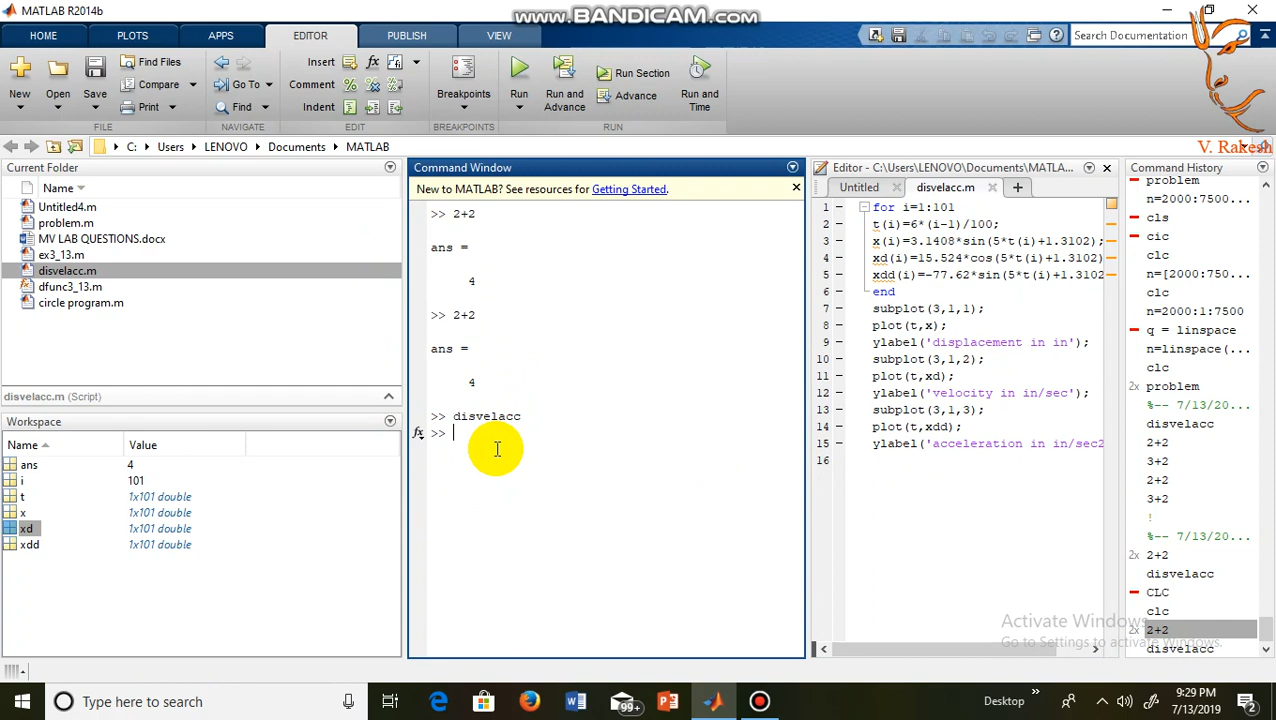 MATLAB R2014b
www.BANDICAM.com
HOME PLOTS APPS EDITOR PUBLISH VIEW
Search Documentation
New Open Save
Find Files
Compare
Print
FILE
Go To
Find
NAVIGATE
Insert
Comment
Indent
EDIT
Breakpoints
BREAKPOINTS
Run
Run and Advance
Run Section
Advance
Run and Time
RUN
V. Rakesh
C: Users LENOVO Documents MATLAB
Current Folder
Name
Untitled4.m
problem.m
MV LAB QUESTIONS.docx
ex3_13.m
disvelacc.m
dfunc3_13.m
circle program.m
disvelacc.m (Script)
Workspace
Name Value
ans 4
i 101
t 1x101 double
x 1x101 double
xd 1x101 double
xdd 1x101 double
Command Window
New to MATLAB? See resources for Getting Started.
>> 2+2
ans =
4
>> 2+2
ans =
4
>> disvelacc
fx >>
Editor - C:\Users\LENOVO\Documents\MATLA...
Untitled disvelacc.m
1 for i=1:101
2 t(i)=6*(i-1)/100;
3 x(i)=3.1408*sin(5*t(i)+1.3102);
4 xd(i)=15.524*cos(5*t(i)+1.3102)
5 xdd(i)=-77.62*sin(5*t(i)+1.3102
6 end
7 subplot(3,1,1);
8 plot(t,x);
9 ylabel('displacement in in');
10 subplot(3,1,2);
11 plot(t,xd);
12 ylabel('velocity in in/sec');
13 subplot(3,1,3);
14 plot(t,xdd);
15 ylabel('acceleration in in/sec2
16
Command History
problem
n=2000:7500...
cls
cic
clc
n=[2000:750...
clc
n=2000:1:7500
q = linspace
n=linspace(...
clc
2x problem
%-- 7/13/20...
disvelacc
2+2
3+2
2+2
3+2
!
%-- 7/13/20...
2x 2+2
disvelacc
CLC
clc
2x 2+2
disvelacc
Activate Windows
Go to Settings to activate Windows.
Type here to search
99+
Desktop
9:29 PM
7/13/2019
2